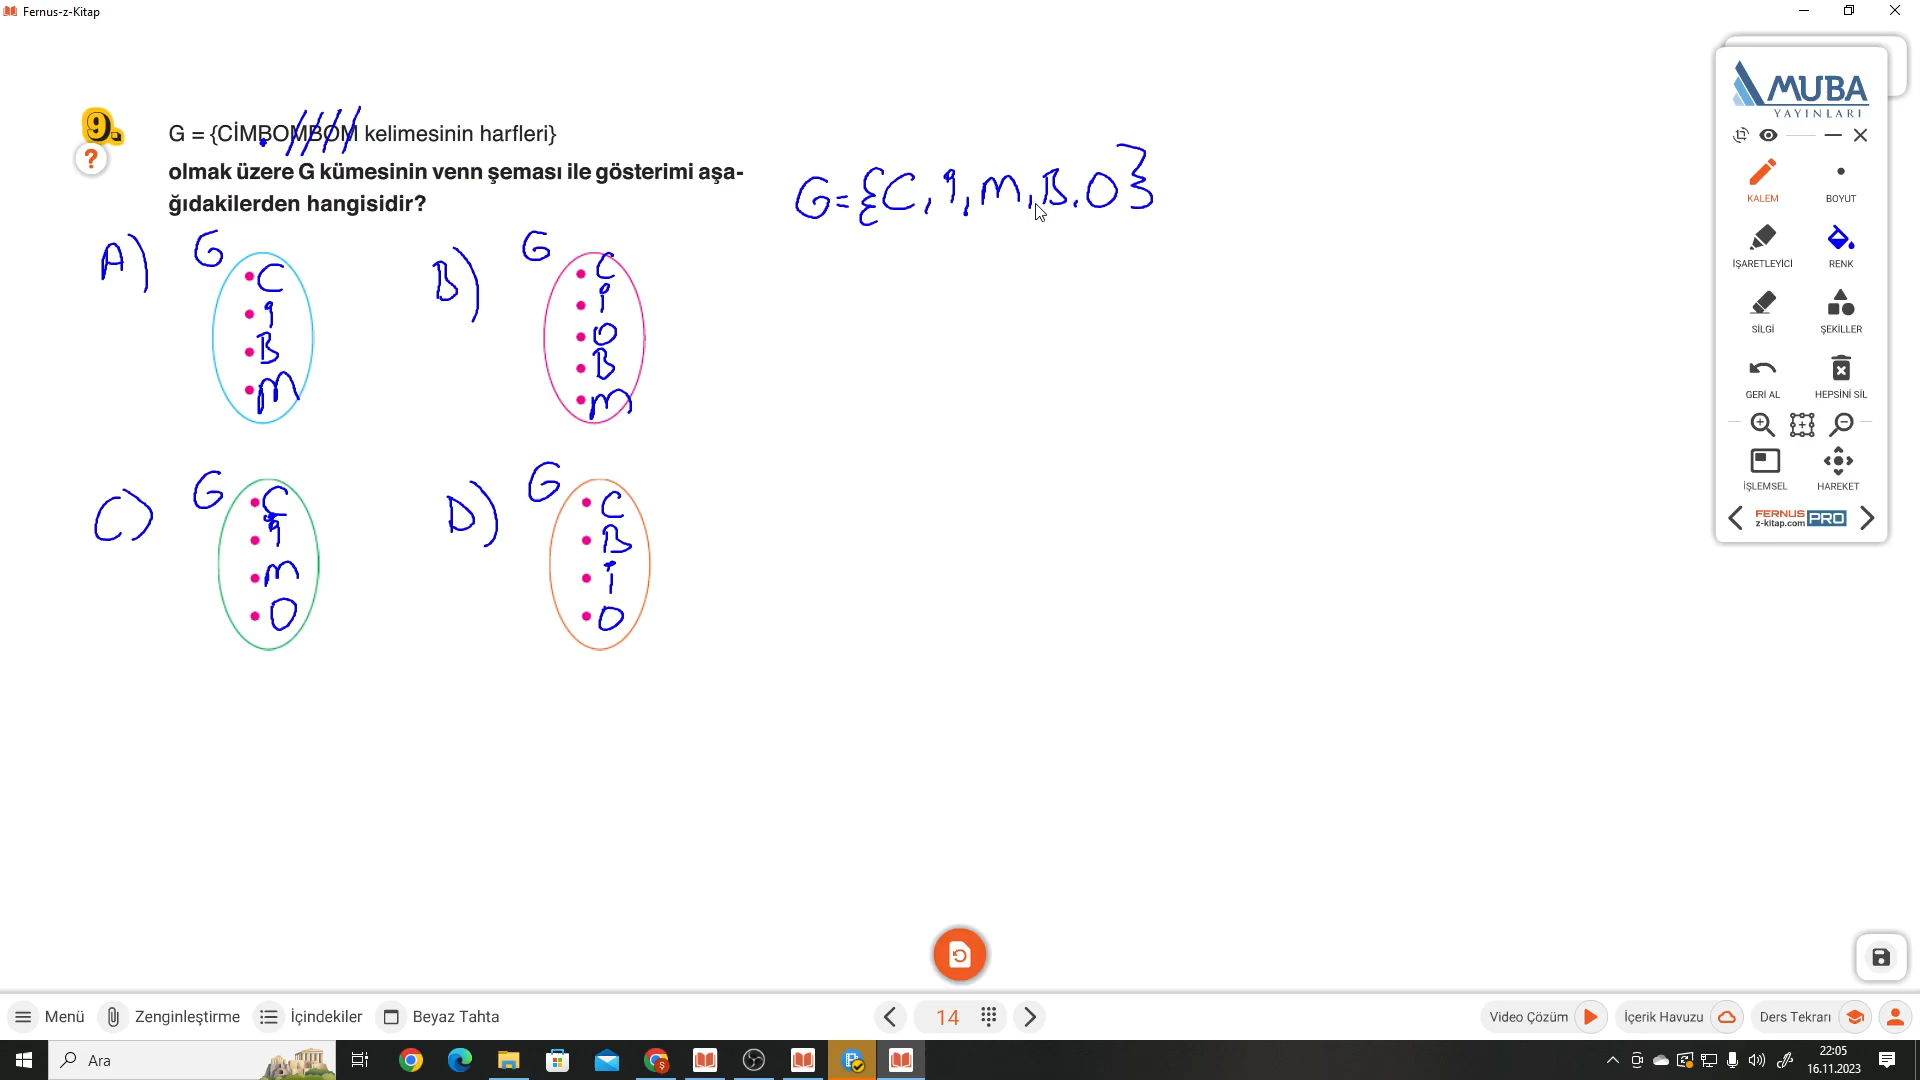 Fernus-z-Kitap
9.
?
G = {CİMBOMBOM kelimesinin harfleri}
olmak üzere G kümesinin venn şeması ile gösterimi aşa-
ğıdakilerden hangisidir?
G={C, i, M, B, O}
A) G
C
i
B
M
B) G
C
i
O
B
M
C) G
C
i
M
O
D) G
C
B
i
O
MUBA
YAYINLARI
KALEM
BOYUT
İŞARETLEYİCİ
RENK
SİLGİ
ŞEKİLLER
GERİ AL
HEPSİNİ SİL
İŞLEMSEL
HAREKET
FERNUS
z-kitap.com PRO
Menü
Zenginleştirme
İçindekiler
Beyaz Tahta
14
Video Çözüm
İçerik Havuzu
Ders Tekrarı
Ara
22:05
16.11.2023